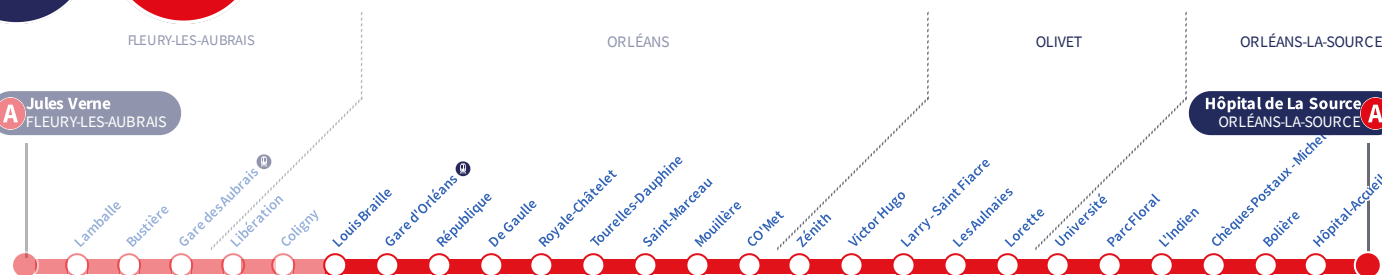 FLEURY-LES-AUBRAIS
ORLÉANS
OLIVET
ORLÉANS-LA-SOURCE
A
Jules Verne
FLEURY-LES-AUBRAIS
Hôpital de La Source
ORLÉANS-LA-SOURCE
A
Lamballe
Bustière
Gare des Aubrais
Libération
Coligny
Louis Braille
Gare d'Orléans
République
De Gaulle
Royale-Châtelet
Tourelles-Dauphine
Saint-Marceau
Mouillère
CO'Met
Zénith
Victor Hugo
Larry - Saint Fiacre
Les Aulnaies
Lorette
Université
Parc Floral
L'Indien
Chèques Postaux - Michel
Bolière
Hôpital-Accueil